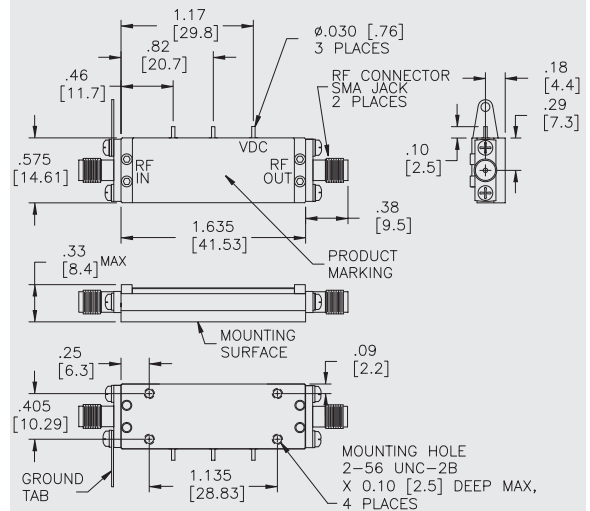 1.17
[29.8]
.82
[20.7]
.46
[11.7]
ø.030 [.76]
3 PLACES
RF CONNECTOR
SMA JACK
2 PLACES
.18
[4.4]
.29
[7.3]
.10
[2.5]
.575
[14.61]
RF
IN
VDC
RF
OUT
.38
[9.5]
1.635
[41.53]
PRODUCT
MARKING
.33
[8.4] MAX
MOUNTING
SURFACE
.25
[6.3]
.09
[2.2]
.405
[10.29]
GROUND
TAB
1.135
[28.83]
MOUNTING HOLE
2-56 UNC-2B
X 0.10 [2.5] DEEP MAX,
4 PLACES